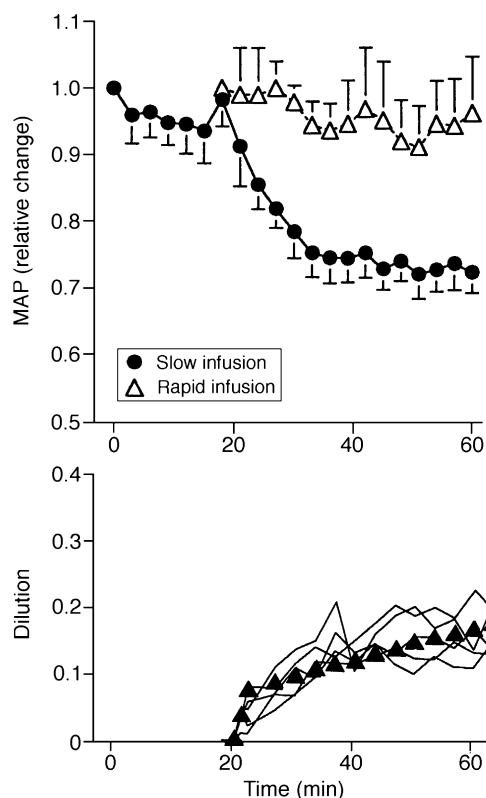 MAP (relative change)
1.1
1.0
0.9
0.8
0.7
0.6
0.5
Slow infusion
Rapid infusion
0 20 40 60
Dilution
0.4
0.3
0.2
0.1
0
0 20 40 60
Time (min)